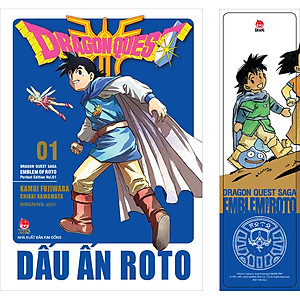 DRAGON QUEST
01
DRAGON QUEST SAGA
EMBLEM OF ROTO
Perfect Edition Vol.01
KAMUI FUJIWARA
CHIAKI KAWAMATA
NHÀ XUẤT BẢN KIM ĐỒNG
DẤU ẤN ROTO
DRAGON QUEST SAGA
EMBLEM OF ROTO